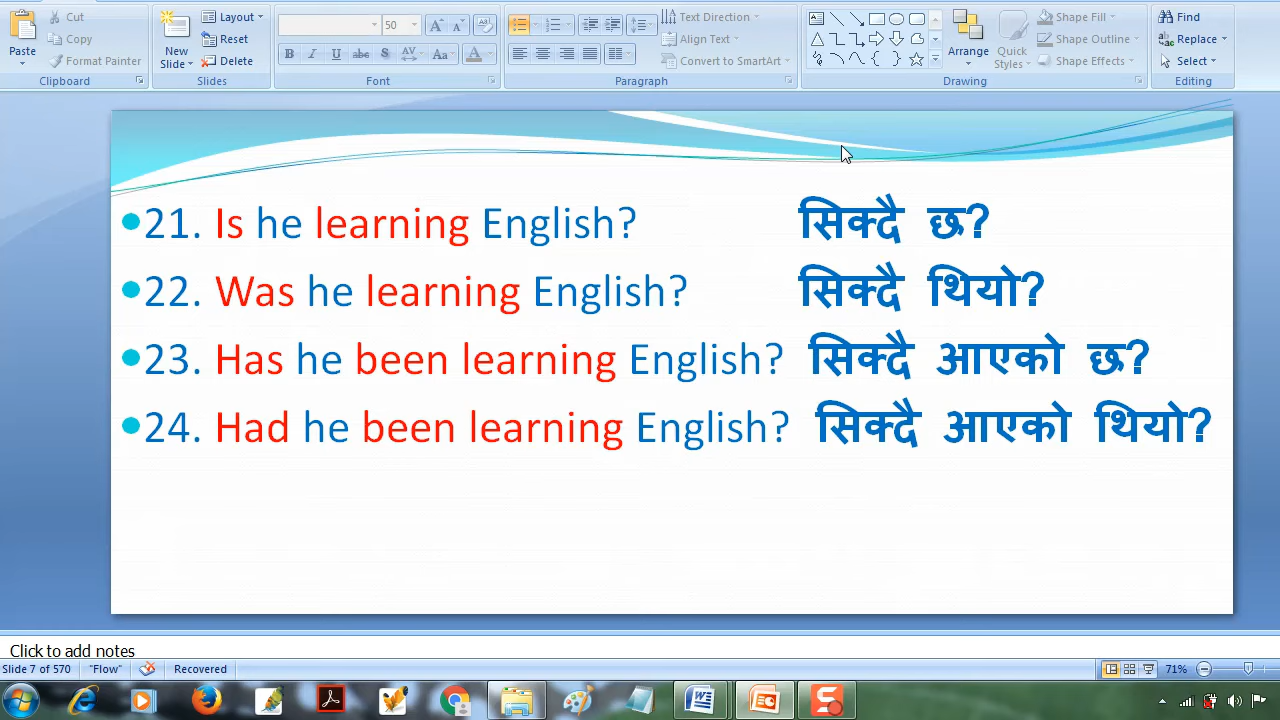 Cut
Copy
Format Painter
Paste
Clipboard
New Slide
Layout
Reset
Delete
Slides
50
B I U abc S AV Aa A
Font
Text Direction
Align Text
Convert to SmartArt
Paragraph
Arrange
Quick Styles
Shape Fill
Shape Outline
Shape Effects
Drawing
Find
Replace
Select
Editing
21. Is he learning English? सिक्दै छ?
22. Was he learning English? सिक्दै थियो?
23. Has he been learning English? सिक्दै आएको छ?
24. Had he been learning English? सिक्दै आएको थियो?
Click to add notes
Slide 7 of 570 "Flow" Recovered 71%